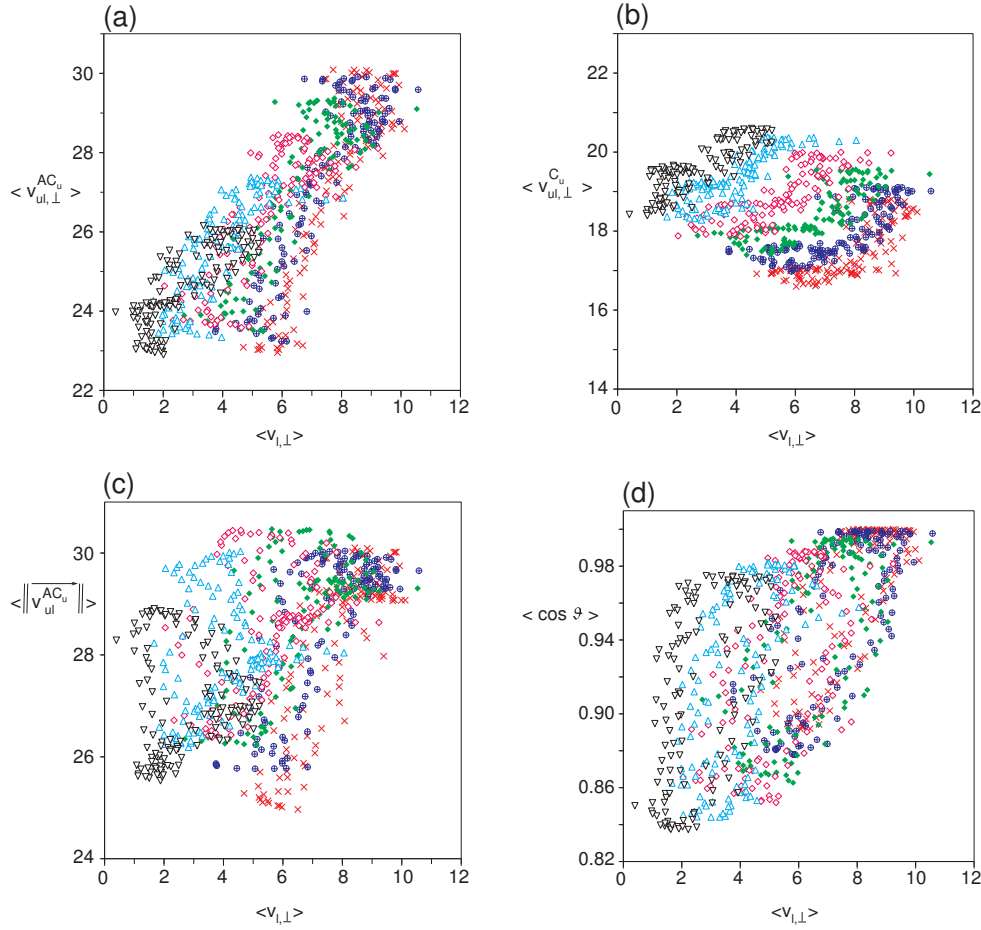 (a)
30
28
26
24
22
< v_{ul,⊥}^{AC_u} >
0 2 4 6 8 10 12
<v_{l,⊥}>
(b)
22
20
18
16
14
< v_{ul,⊥}^{C_u} >
0 2 4 6 8 10 12
<v_{l,⊥}>
(c)
30
28
26
24
< ‖ \overrightarrow{v_{ul}^{AC_u}} ‖ >
0 2 4 6 8 10 12
<v_{l,⊥}>
(d)
0.98
0.94
0.90
0.86
0.82
< cos ϑ >
0 2 4 6 8 10 12
<v_{l,⊥}>